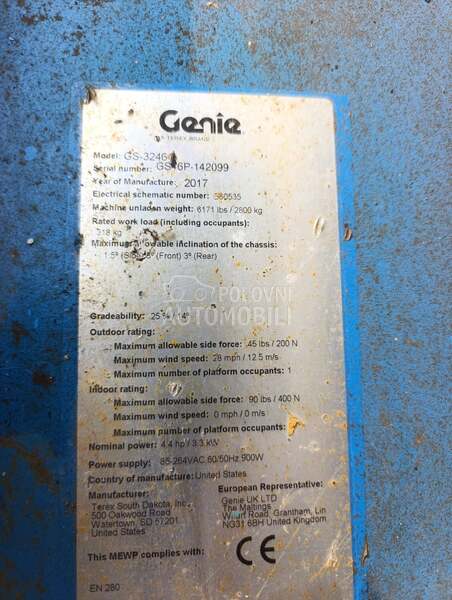 Genie
A TEREX BRAND
Model: GS-3246
Serial number: GS46P-142099
Year of Manufacture: 2017
Electrical schematic number:
Machine unladen weight: 6171 lbs / 2800 kg
Rated work load (including occupants):
318 kg
Maximum allowable inclination of the chassis:
1.5° (Side) 3° (Front) 3° (Rear)
POLOVNI
AUTOMOBILI
Gradeability: 25 % / 14°
Outdoor rating:
Maximum allowable side force: 45 lbs / 200 N
Maximum wind speed: 28 mph / 12.5 m/s
Maximum number of platform occupants: 1
Indoor rating:
Maximum allowable side force: 90 lbs / 400 N
Maximum wind speed: 0 mph / 0 m/s
Maximum number of platform occupants:
Nominal power: 4.4 hp / 3.3 kW
Power supply: 85-264VAC 60/50Hz 900W
Country of manufacture: United States
Manufacturer:
Terex South Dakota, Inc.
500 Oakwood Road
Watertown, SD 57201
United States
European Representative:
Genie UK LTD
The Maltings
Wharf Road, Grantham, Lin
NG31 6BH United Kingdom
This MEWP complies with:
CE
EN 280